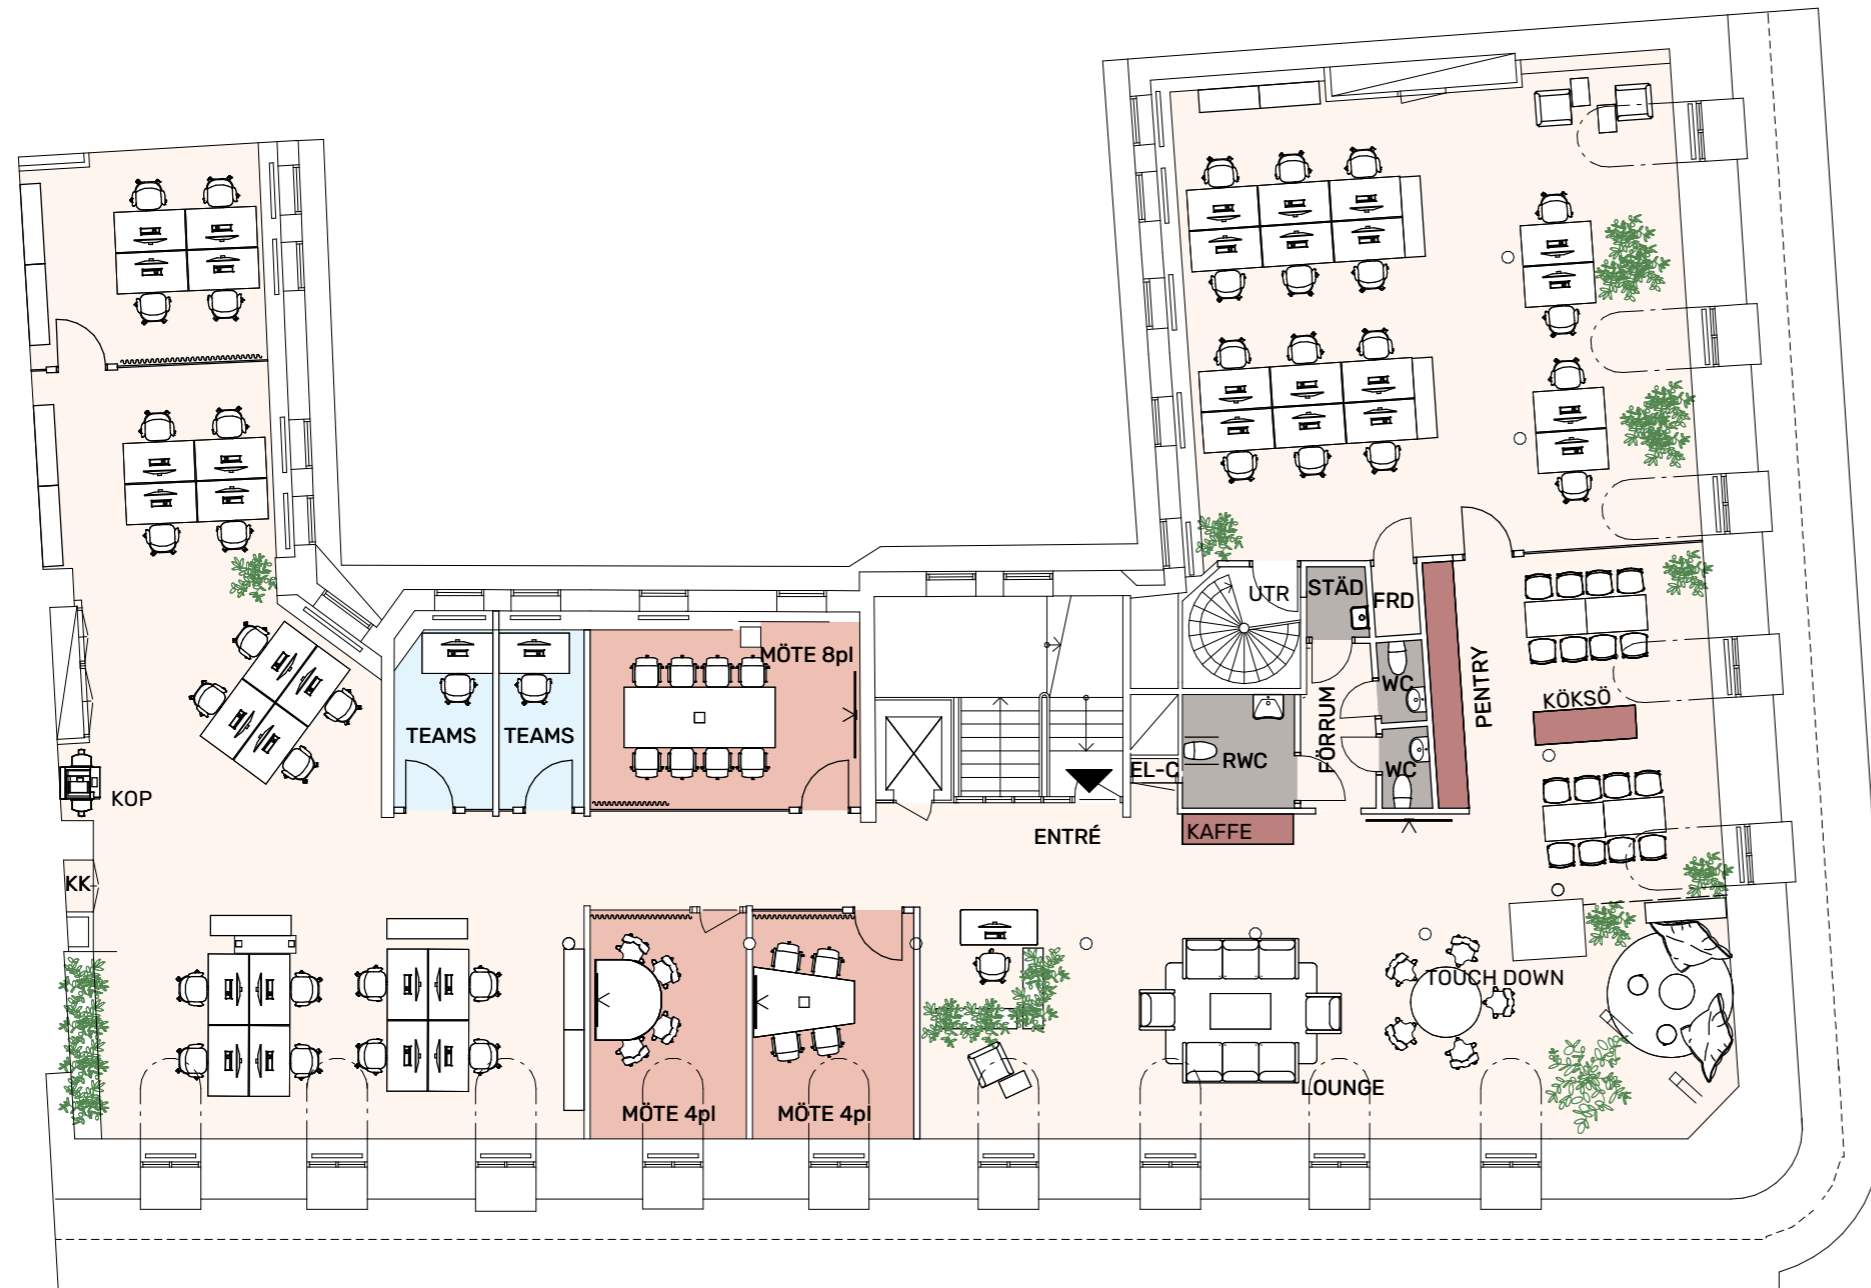 UTR
STÄD
FRD
MÖTE 8pl
WC
PENTRY
KÖKSÖ
FÖRRUM
TEAMS
TEAMS
RWC
EL-C
WC
KOP
ENTRÉ
KAFFE
KK
TOUCH DOWN
LOUNGE
MÖTE 4pl
MÖTE 4pl